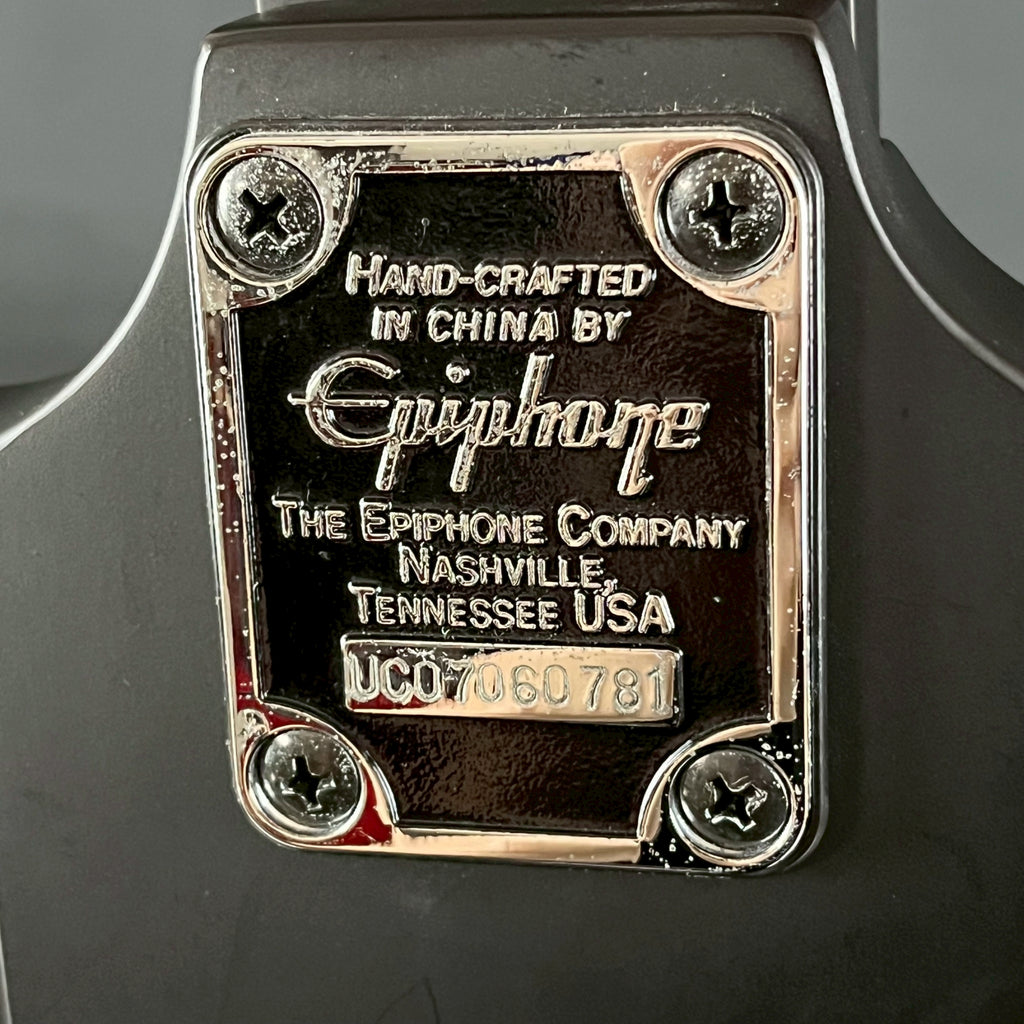 HAND-CRAFTED
IN CHINA BY
Epiphone
THE EPIPHONE COMPANY
NASHVILLE,
TENNESSEE USA
UC07060781